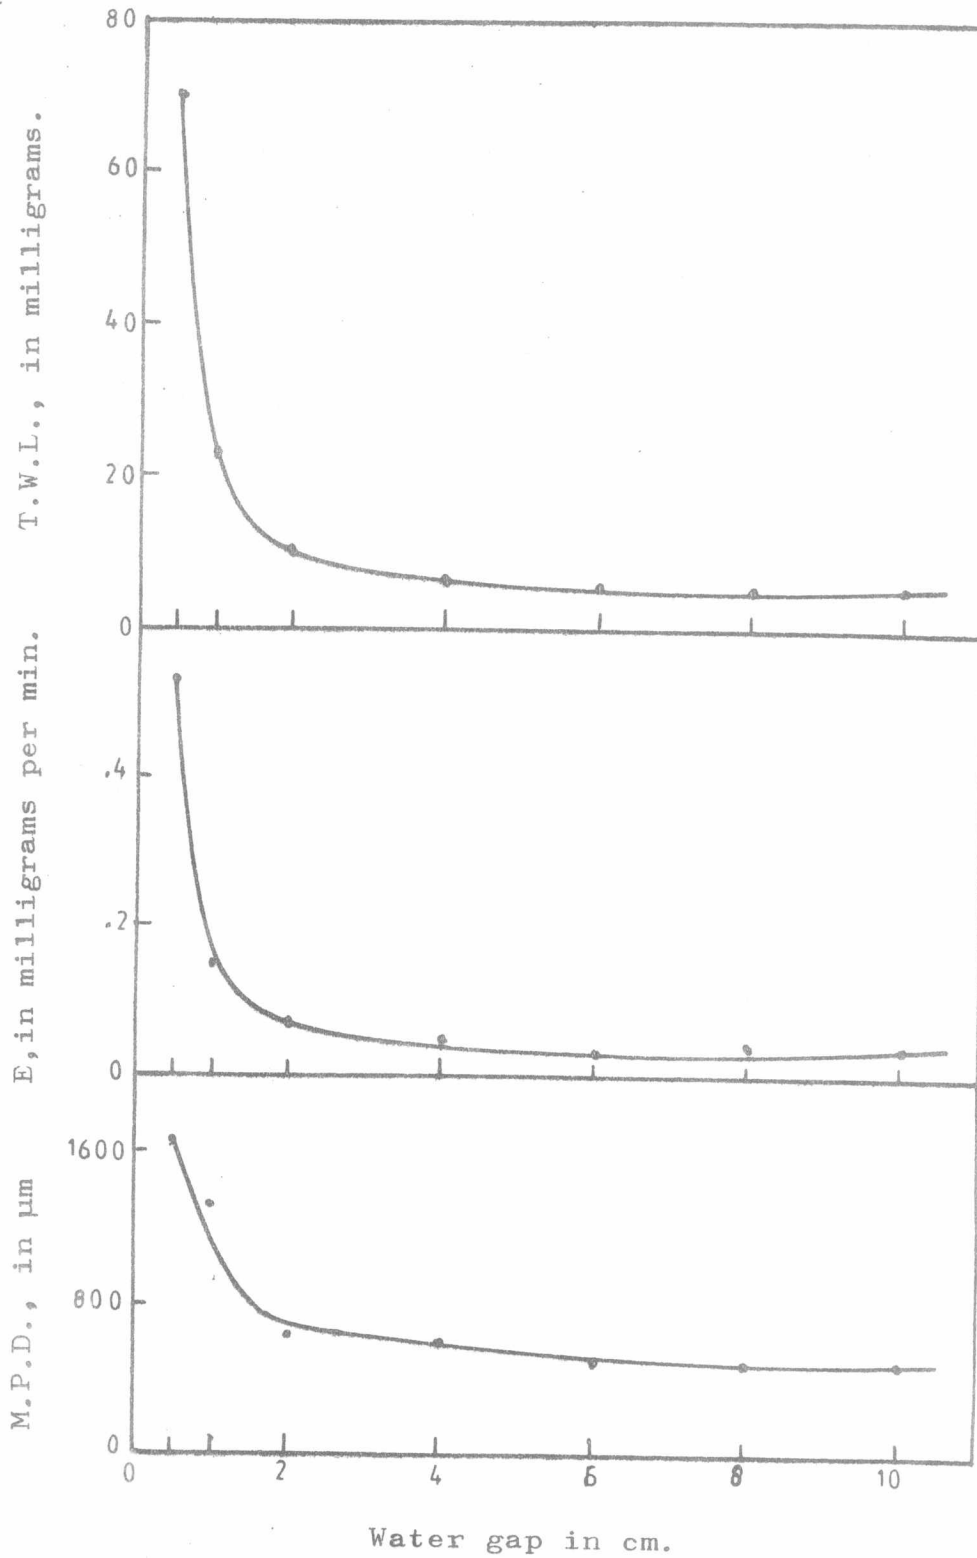 T.W.L., in milligrams.
80
60
40
20
0
E,in milligrams per min.
.4
.2
0
M.P.D., in µm
1600
800
0
0 2 4 6 8 10
Water gap in cm.